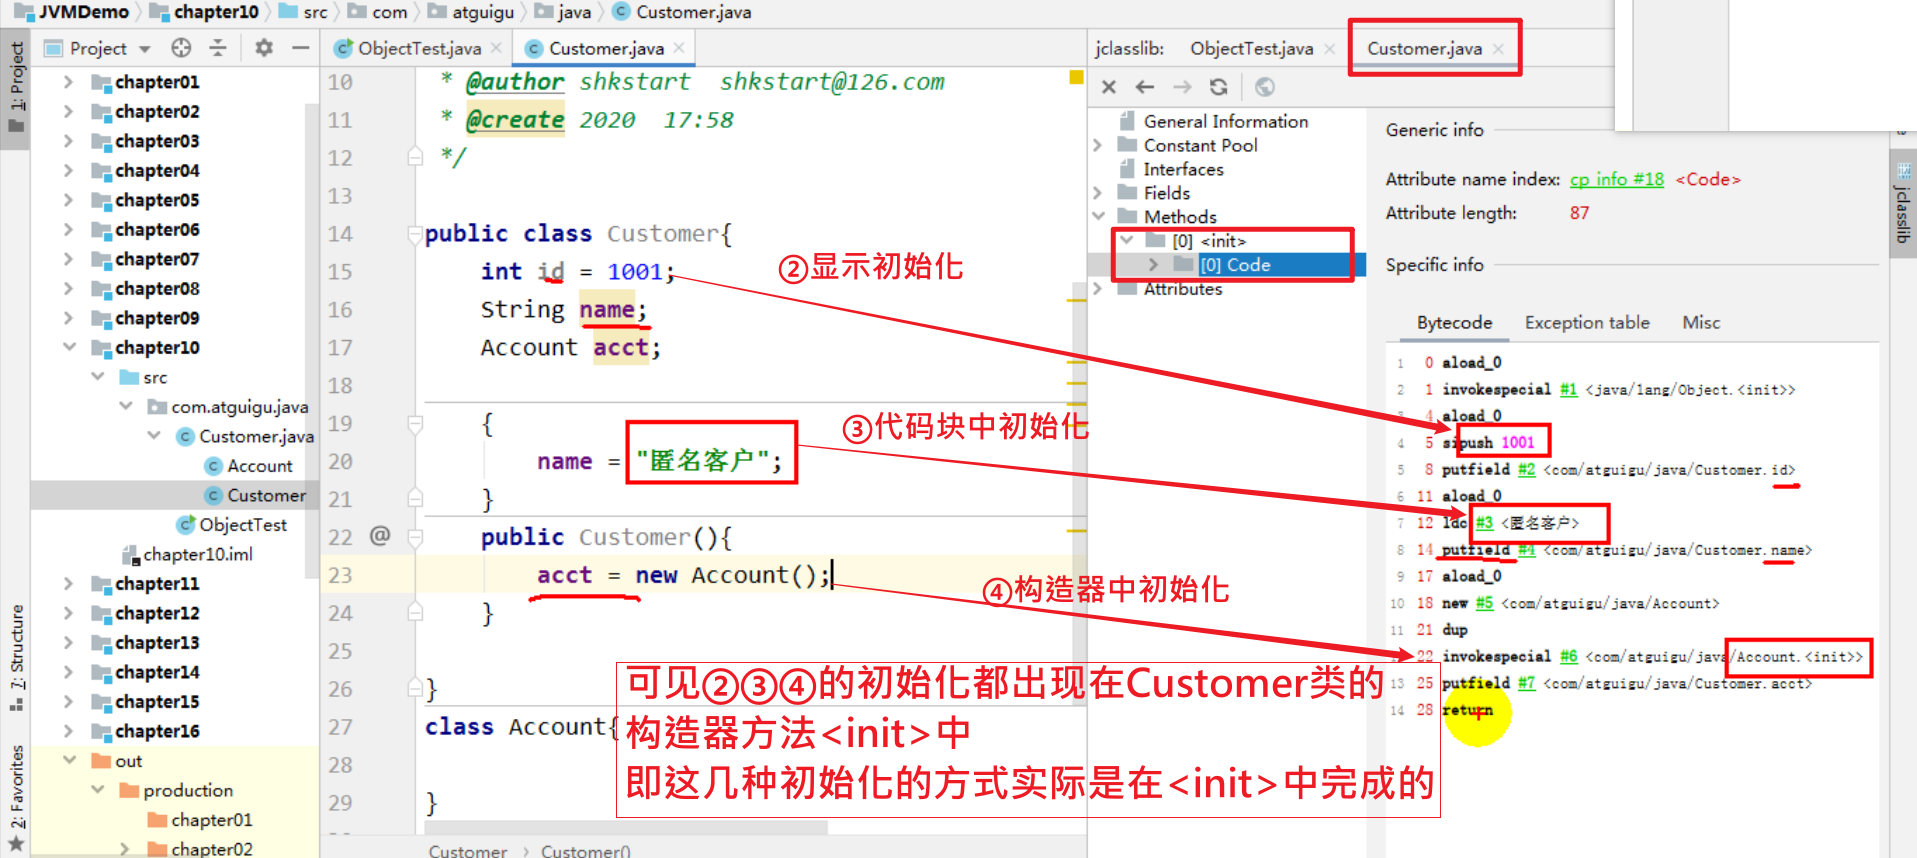 JVMDemo chapter10 src com atguigu java Customer.java
Project
ObjectTest.java
Customer.java
jclasslib:
ObjectTest.java
Customer.java
1: Project
7: Structure
2: Favorites
jclasslib
chapter01
chapter02
chapter03
chapter04
chapter05
chapter06
chapter07
chapter08
chapter09
chapter10
src
com.atguigu.java
Customer.java
Account
Customer
ObjectTest
chapter10.iml
chapter11
chapter12
chapter13
chapter14
chapter15
chapter16
out
production
chapter01
chapter02
10 * @author shkstart shkstart@126.com
11 * @create 2020 17:58
12 */
13
14 public class Customer{
15 int id = 1001;
16 String name;
17 Account acct;
18
19 {
20 name = "匿名客户";
21 }
22 @ public Customer(){
23 acct = new Account();
24 }
25
26 }
27 class Account{
28
29 }
Customer › Customer()
②显示初始化
③代码块中初始化
④构造器中初始化
可见②③④的初始化都出现在Customer类的
构造器方法<init>中
即这几种初始化的方式实际是在<init>中完成的
General Information
Constant Pool
Interfaces
Fields
Methods
[0] <init>
[0] Code
Attributes
Generic info
Attribute name index: cp info #18 <Code>
Attribute length: 87
Specific info
Bytecode Exception table Misc
1 0 aload_0
2 1 invokespecial #1 <java/lang/Object.<init>>
3 4 aload_0
4 5 sipush 1001
5 8 putfield #2 <com/atguigu/java/Customer.id>
6 11 aload_0
7 12 ldc #3 <匿名客户>
8 14 putfield #4 <com/atguigu/java/Customer.name>
9 17 aload_0
10 18 new #5 <com/atguigu/java/Account>
11 21 dup
22 invokespecial #6 <com/atguigu/java/Account.<init>>
13 25 putfield #7 <com/atguigu/java/Customer.acct>
14 28 return